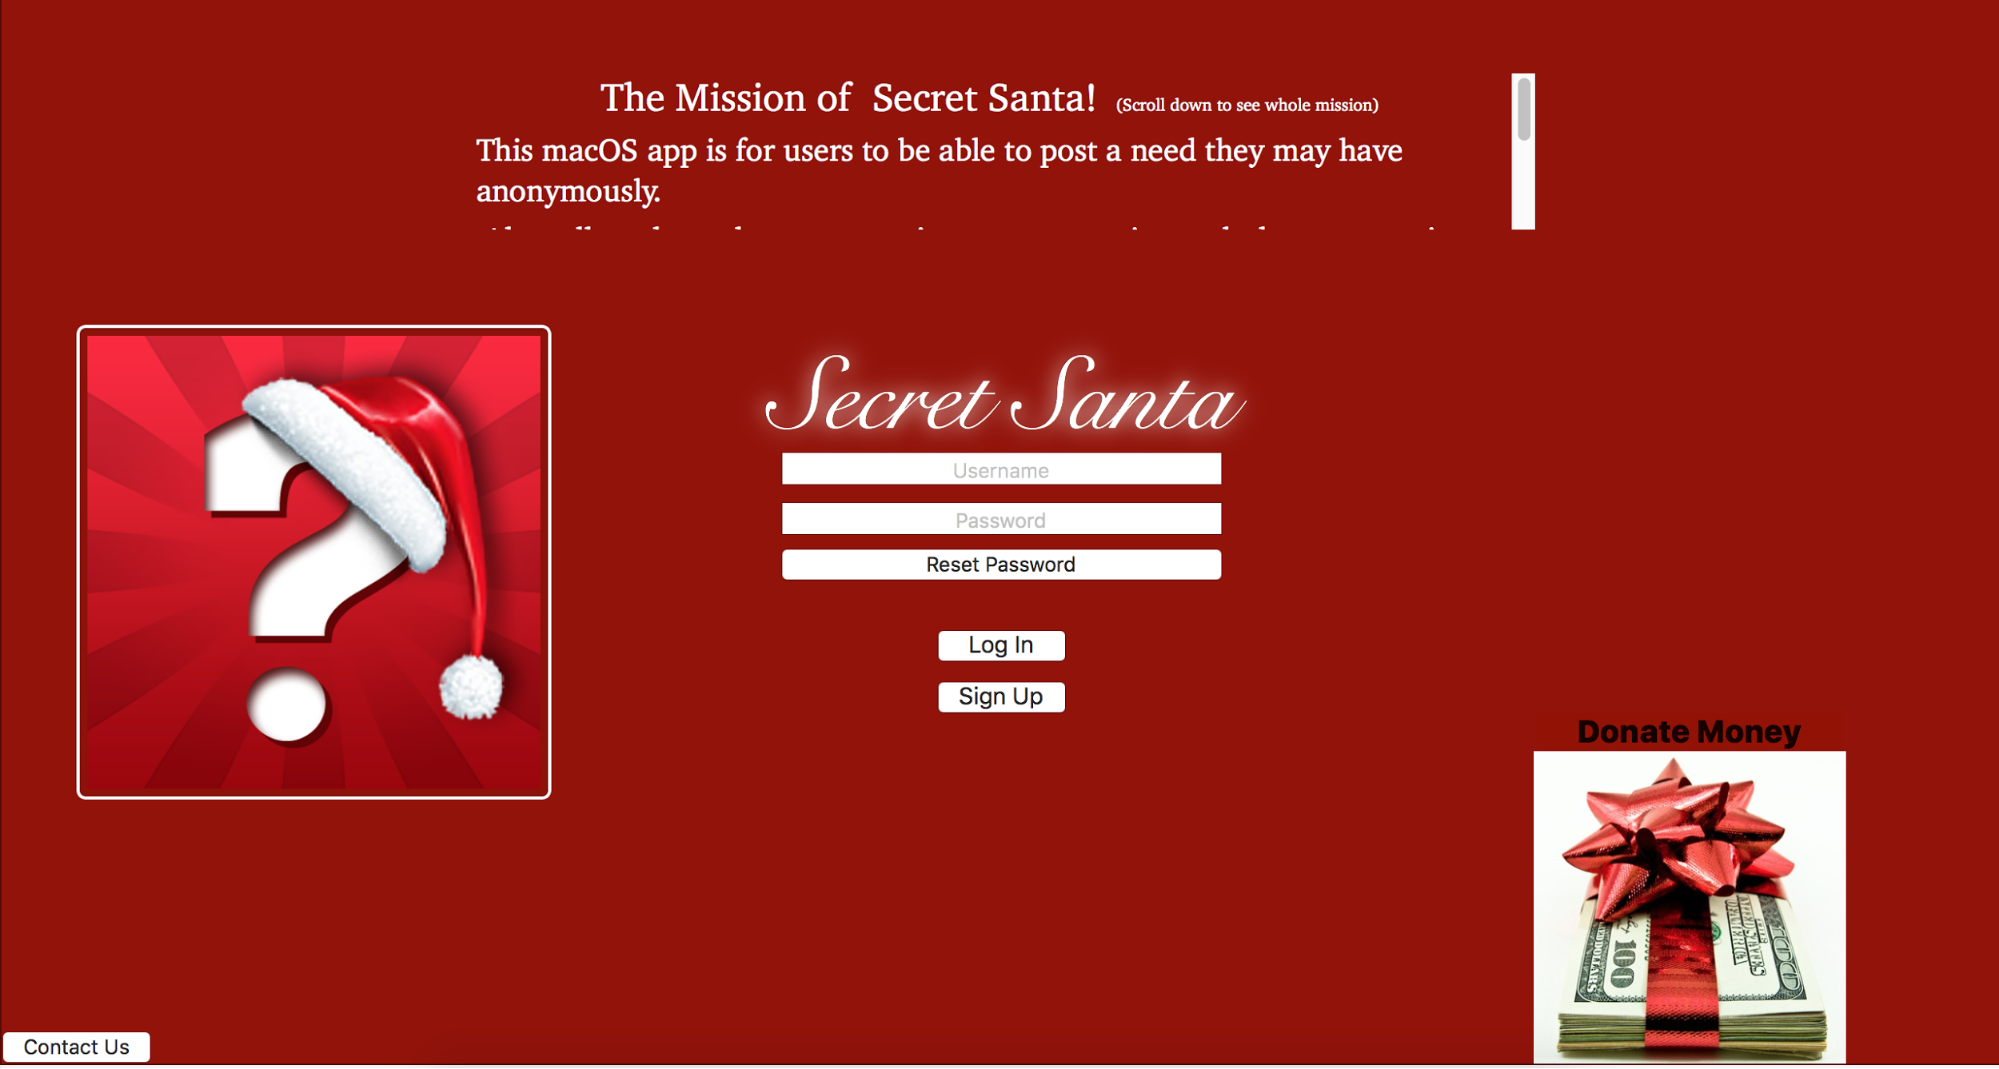 The Mission of Secret Santa! (Scroll down to see whole mission)
This macOS app is for users to be able to post a need they may have
anonymously.
Secret Santa
Username
Password
Reset Password
Log In
Sign Up
Donate Money
100
Contact Us